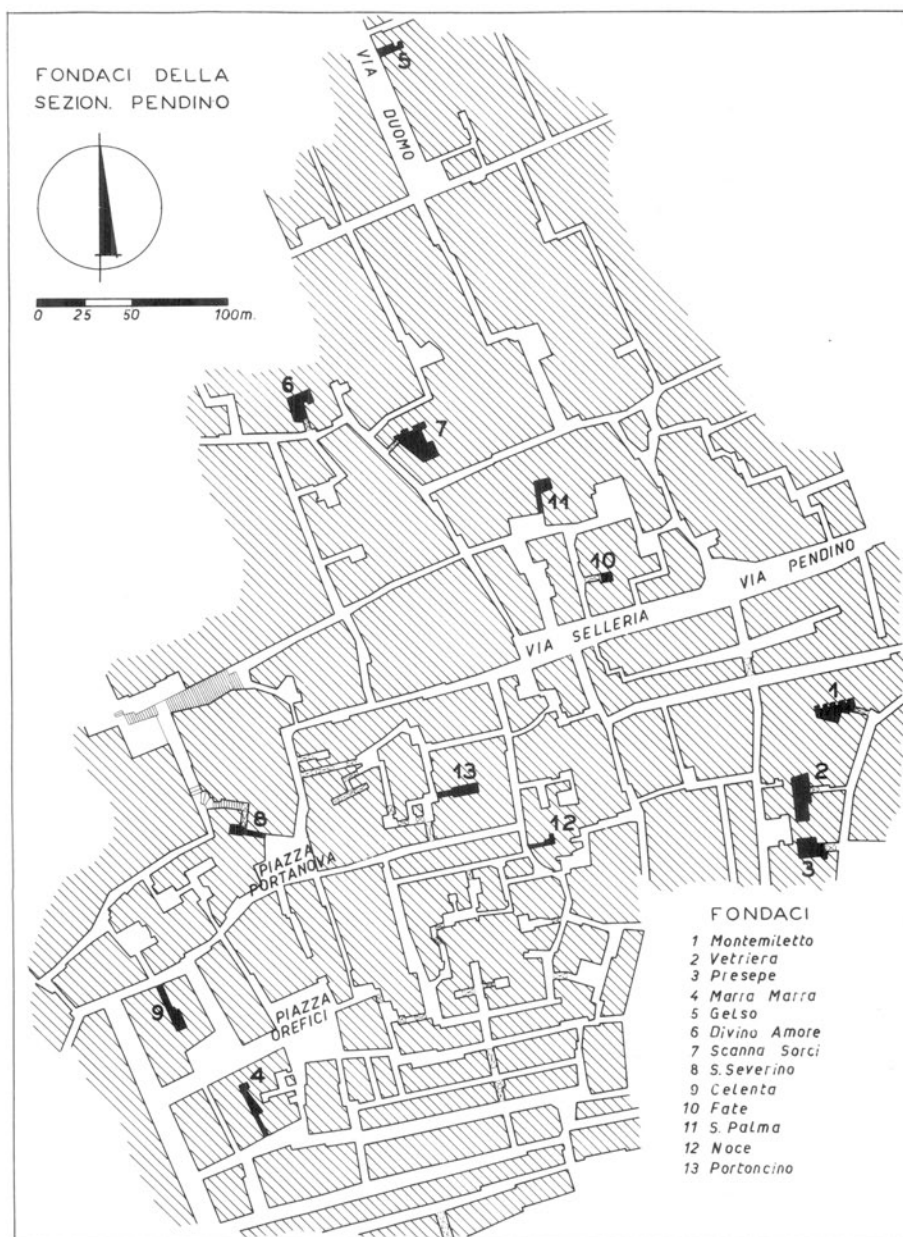 FONDACI DELLA
SEZION. PENDINO
0 25 50 100m.
VIA DUOMO
5
6
7
11
10
VIA PENDINO
VIA SELLERIA
1
2
3
13
12
8
PIAZZA
PORTANOVA
9
PIAZZA
OREFICI
4
FONDACI
1 Montemiletto
2 Vetriera
3 Presepe
4 Marra Marra
5 Gelso
6 Divino Amore
7 Scanna Sorci
8 S.Severino
9 Celenta
10 Fate
11 S.Palma
12 Noce
13 Portoncino